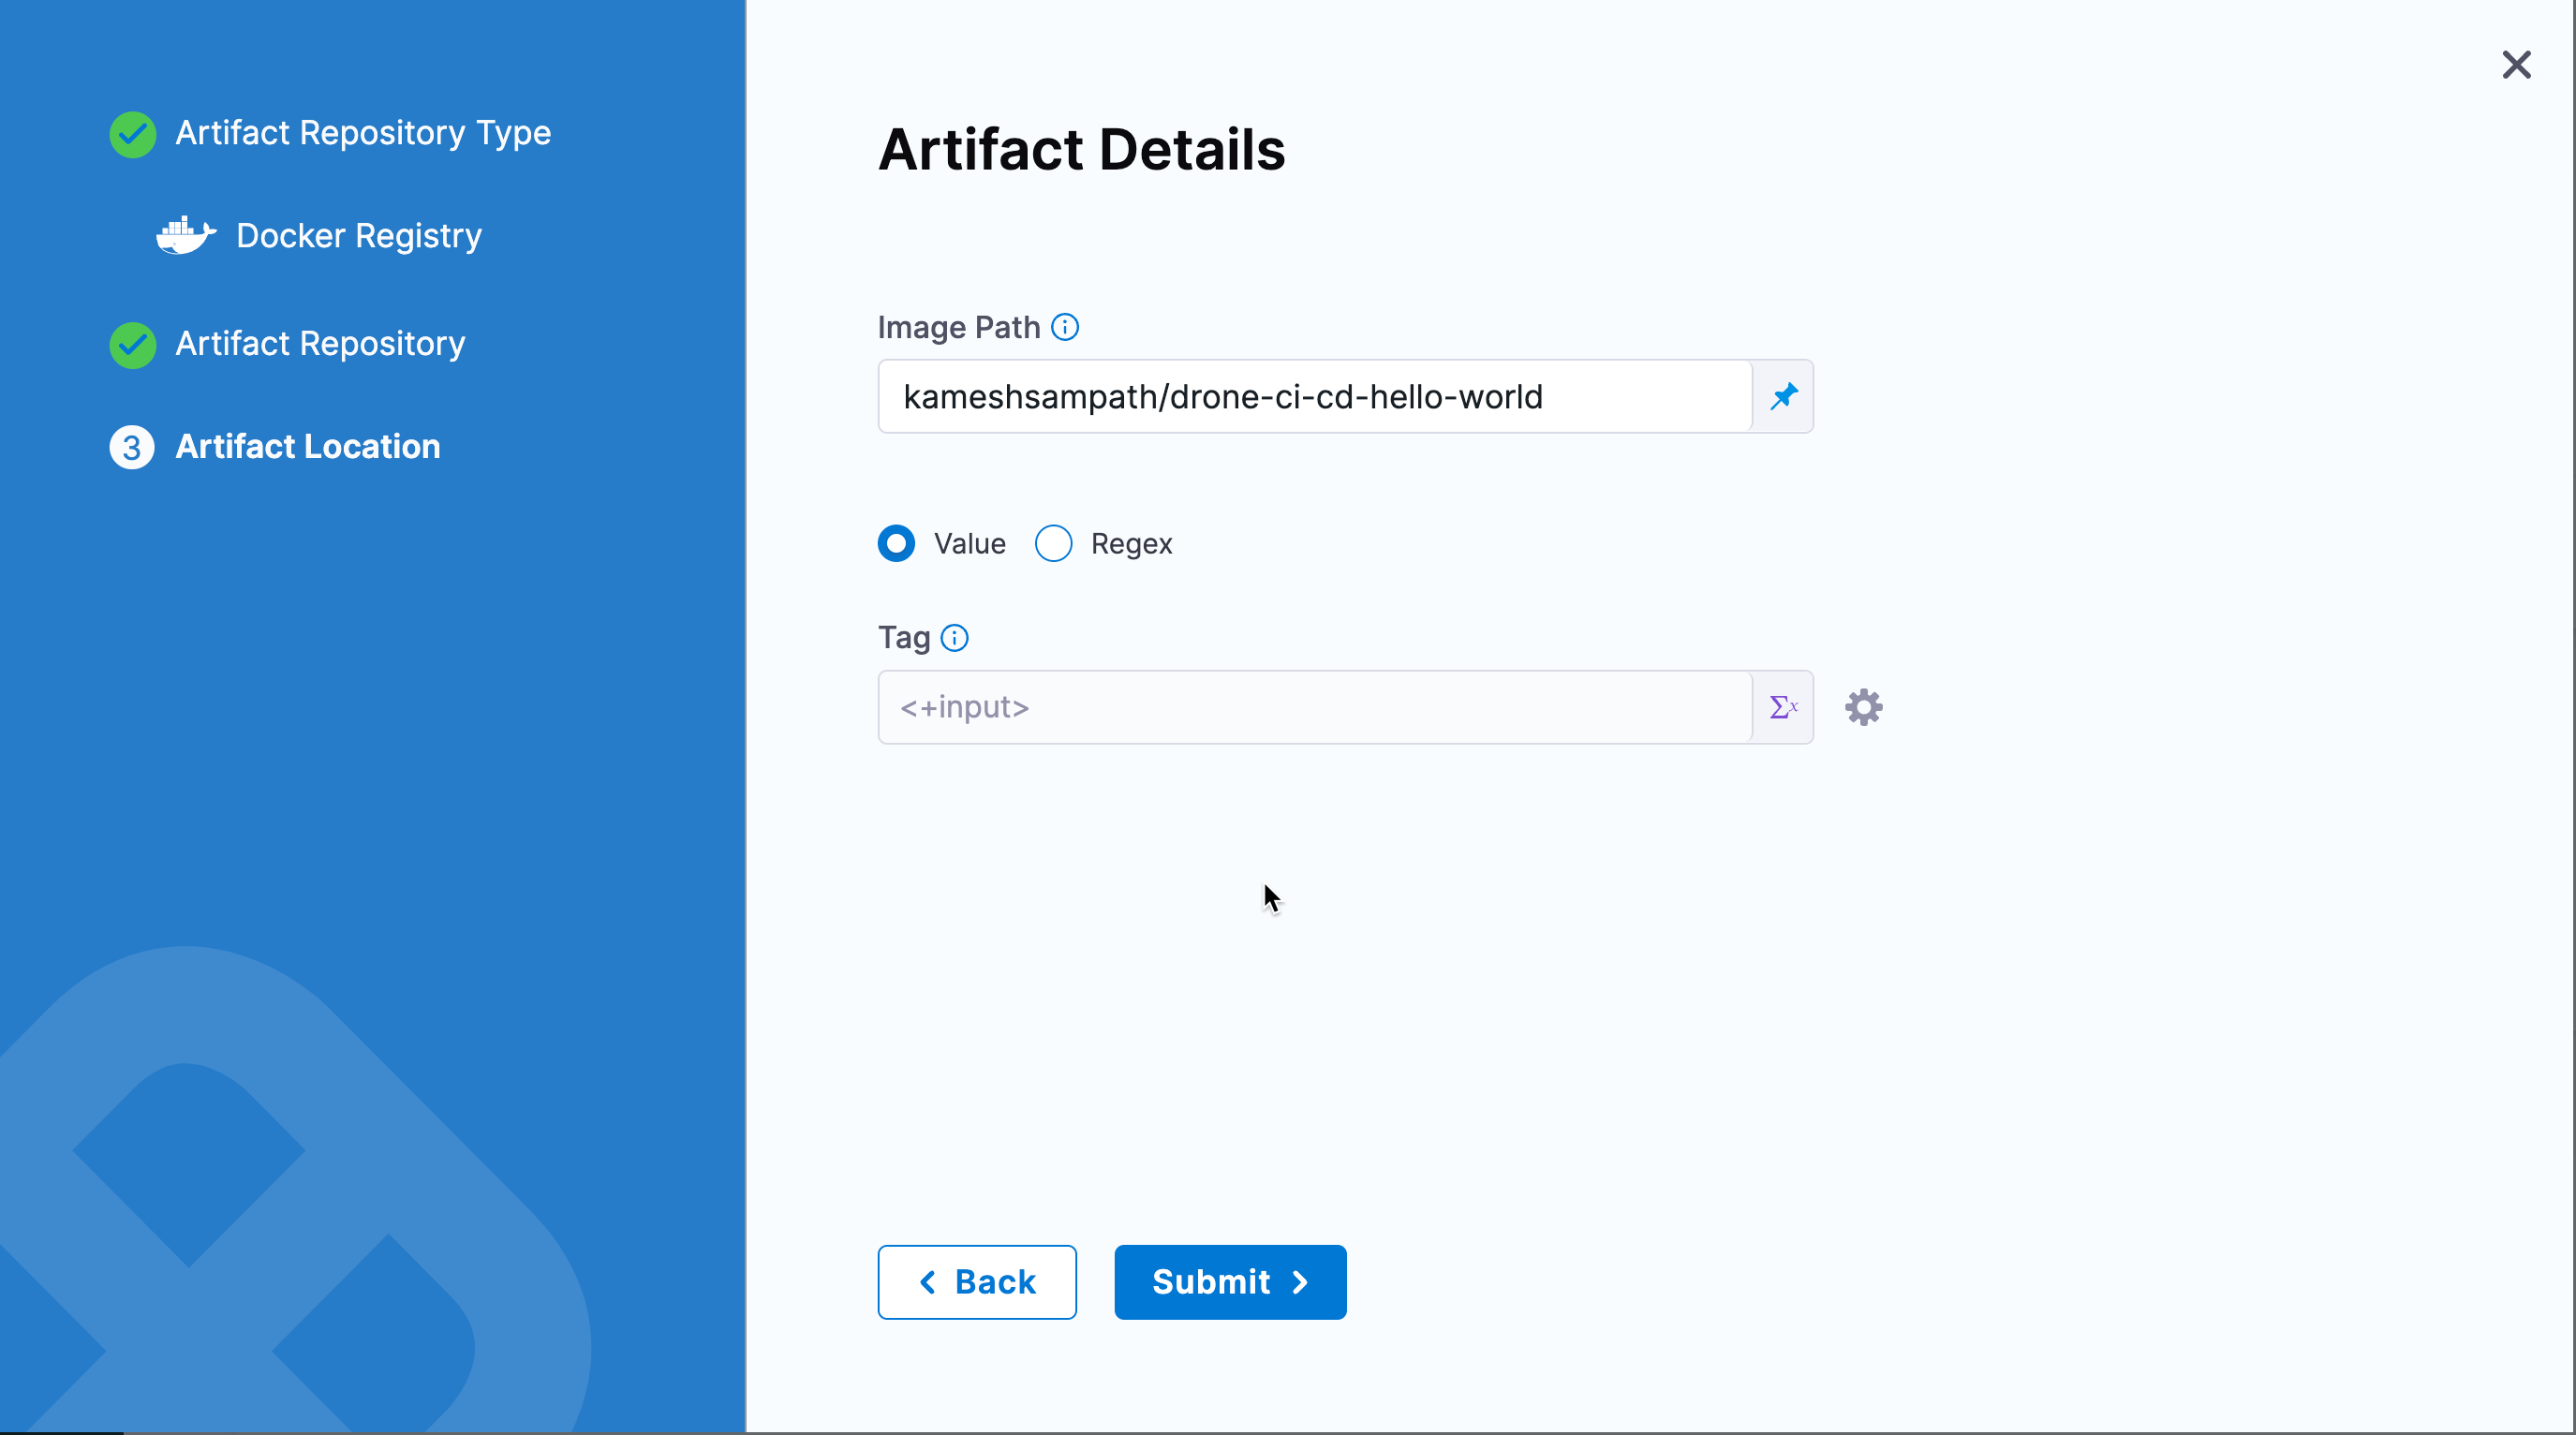 Artifact Repository Type
Docker Registry
Artifact Repository
3 Artifact Location
Artifact Details
Image Path
kameshsampath/drone-ci-cd-hello-world
Value Regex
Tag
<+input>
Σx
Back Submit